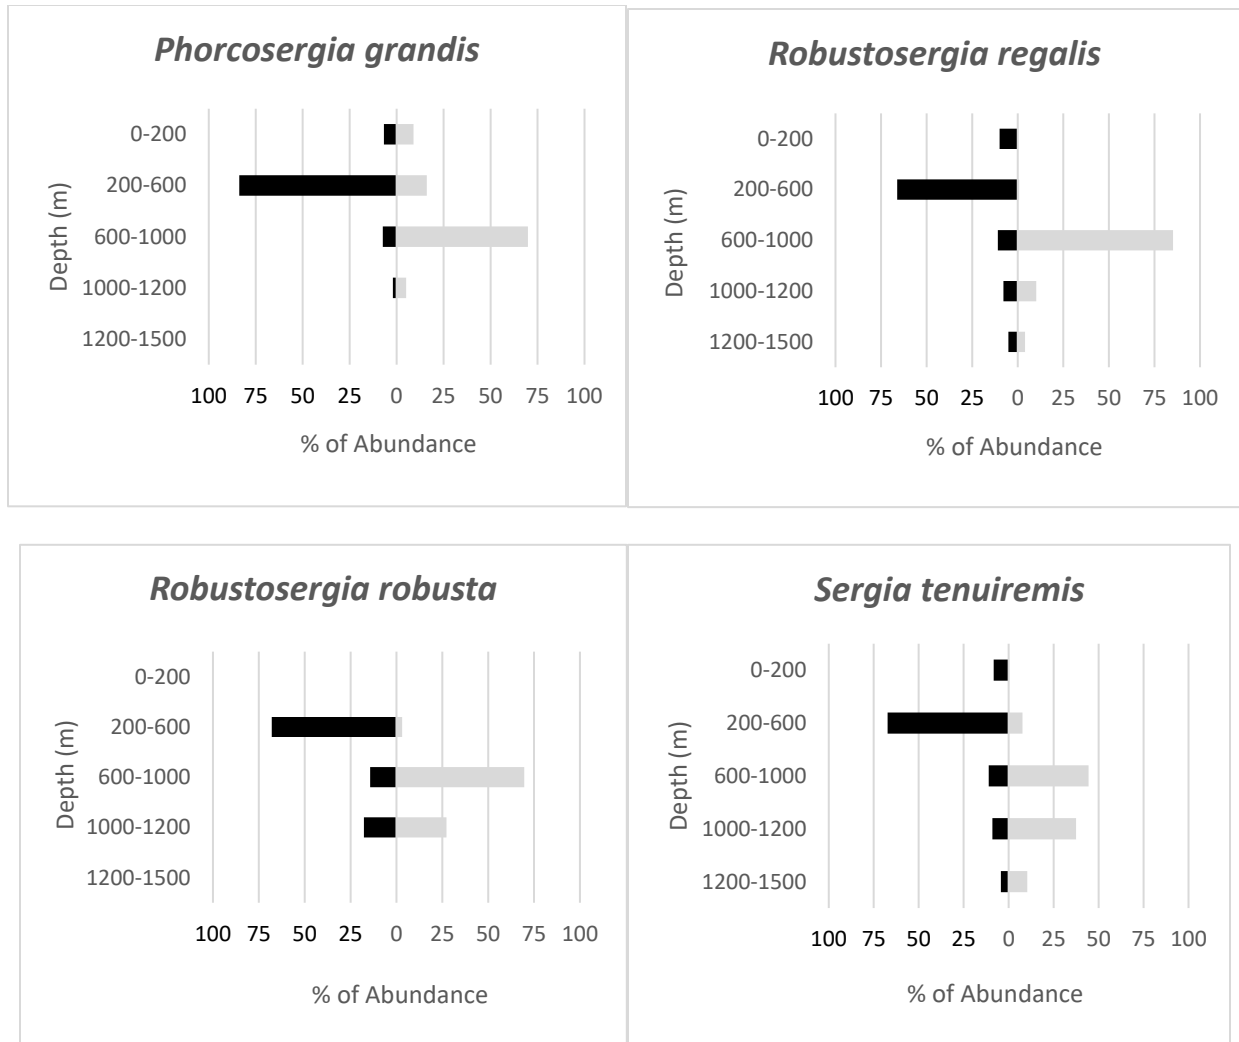 Phorcosergia grandis
Depth (m)
0-200
200-600
600-1000
1000-1200
1200-1500
100 75 50 25 0 25 50 75 100
% of Abundance
Robustosergia regalis
Depth (m)
0-200
200-600
600-1000
1000-1200
1200-1500
100 75 50 25 0 25 50 75 100
% of Abundance
Robustosergia robusta
Depth (m)
0-200
200-600
600-1000
1000-1200
1200-1500
100 75 50 25 0 25 50 75 100
% of Abundance
Sergia tenuiremis
Depth (m)
0-200
200-600
600-1000
1000-1200
1200-1500
100 75 50 25 0 25 50 75 100
% of Abundance